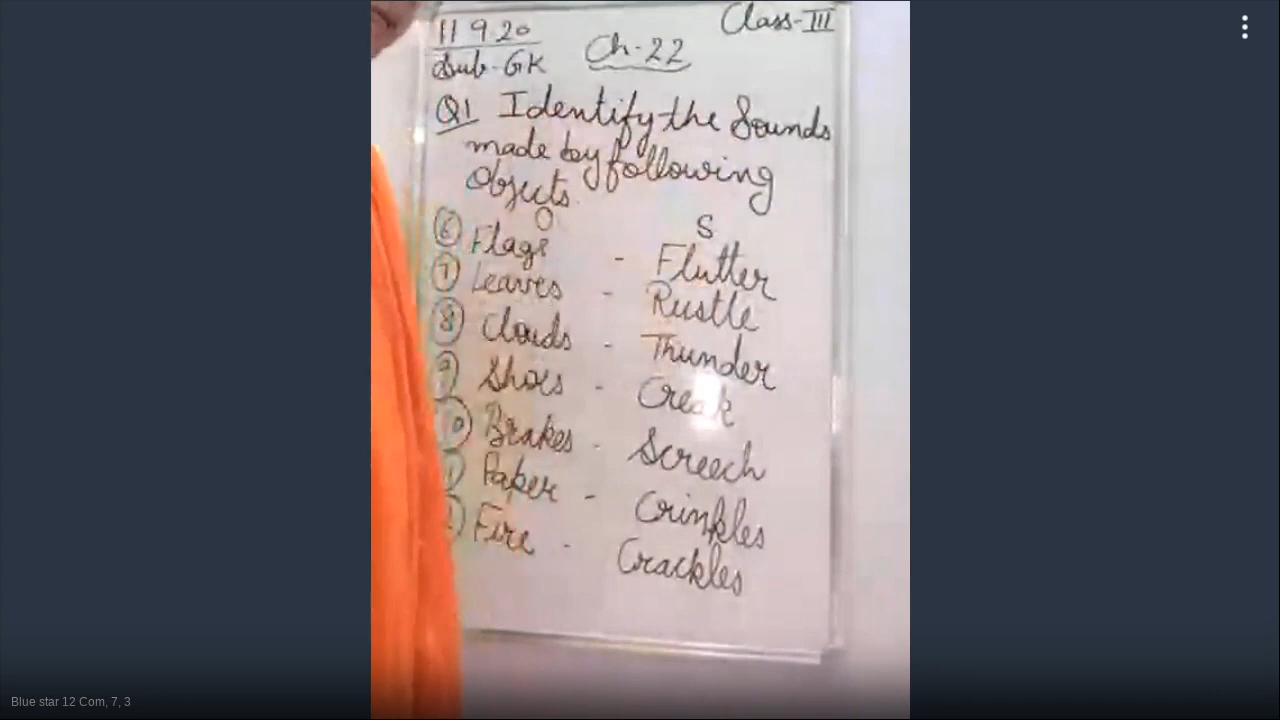 11 9 20
Class-III
Sub-GK
Ch-22
Q1 Identify the Sounds
made by following
Objects.
O S
6 Flags - Flutter
7 Leaves - Rustle
8 Clouds - Thunder
9 Shoes - Creak
10 Brakes - Screech
Paper - Crinkles
Fire - Crackles
Blue star 12 Com, 7, 3